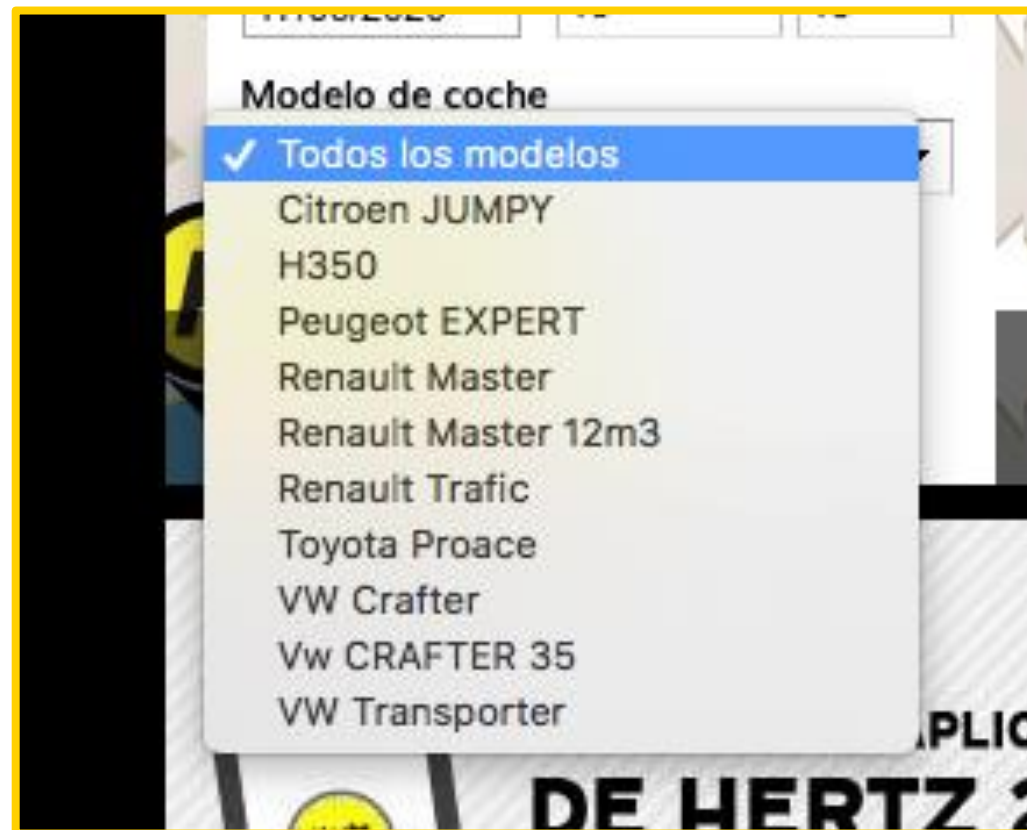 Modelo de coche
Todos los modelos
Citroen JUMPY
H350
Peugeot EXPERT
Renault Master
Renault Master 12m3
Renault Trafic
Toyota Proace
VW Crafter
Vw CRAFTER 35
VW Transporter
DE HERTZ 2